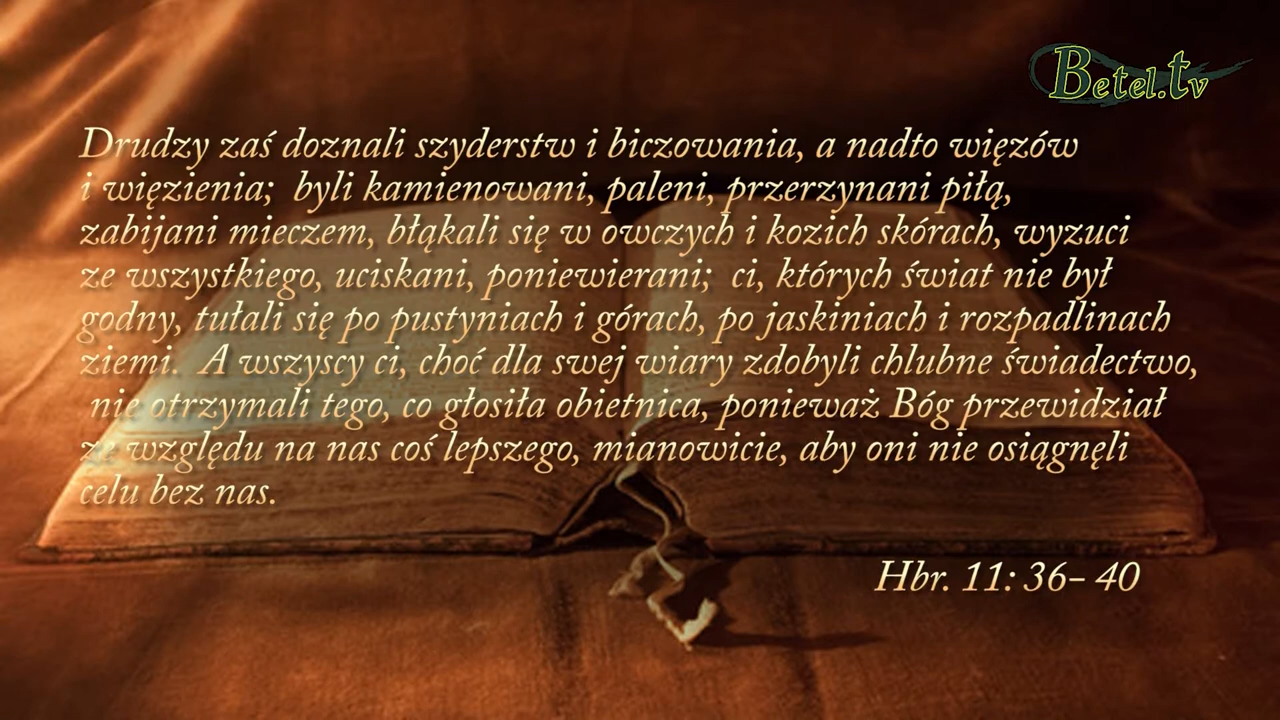 Betel.tv
Drudzy zaś doznali szyderstw i biczowania, a nadto więzów
i więzienia;  byli kamienowani, paleni, przerzynani piłą,
zabijani mieczem, błąkali się w owczych i kozich skórach, wyzuci
ze wszystkiego, uciskani, poniewierani;  ci, których świat nie był
godny, tułali się po pustyniach i górach, po jaskiniach i rozpadlinach
ziemi.  A wszyscy ci, choć dla swej wiary zdobyli chlubne świadectwo,
nie otrzymali tego, co głosiła obietnica, ponieważ Bóg przewidział
ze względu na nas coś lepszego, mianowicie, aby oni nie osiągnęli
celu bez nas.
Hbr. 11: 36– 40